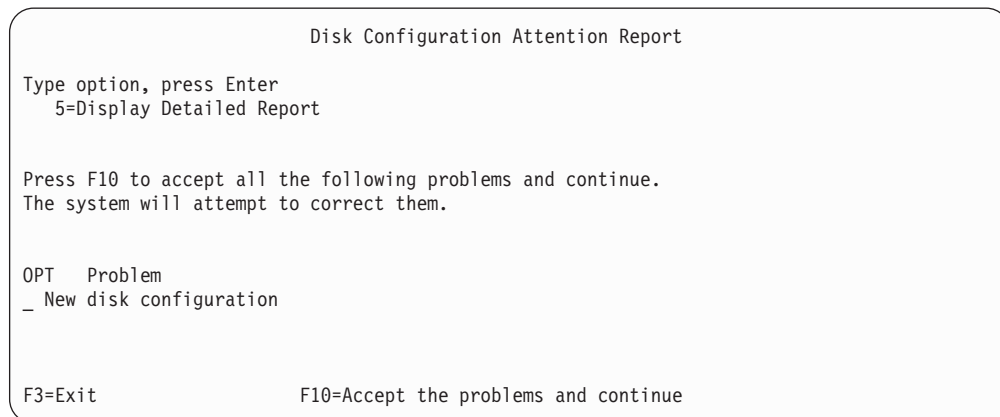 Disk Configuration Attention Report
Type option, press Enter
5=Display Detailed Report
Press F10 to accept all the following problems and continue.
The system will attempt to correct them.
OPT Problem
_ New disk configuration
F3=Exit F10=Accept the problems and continue